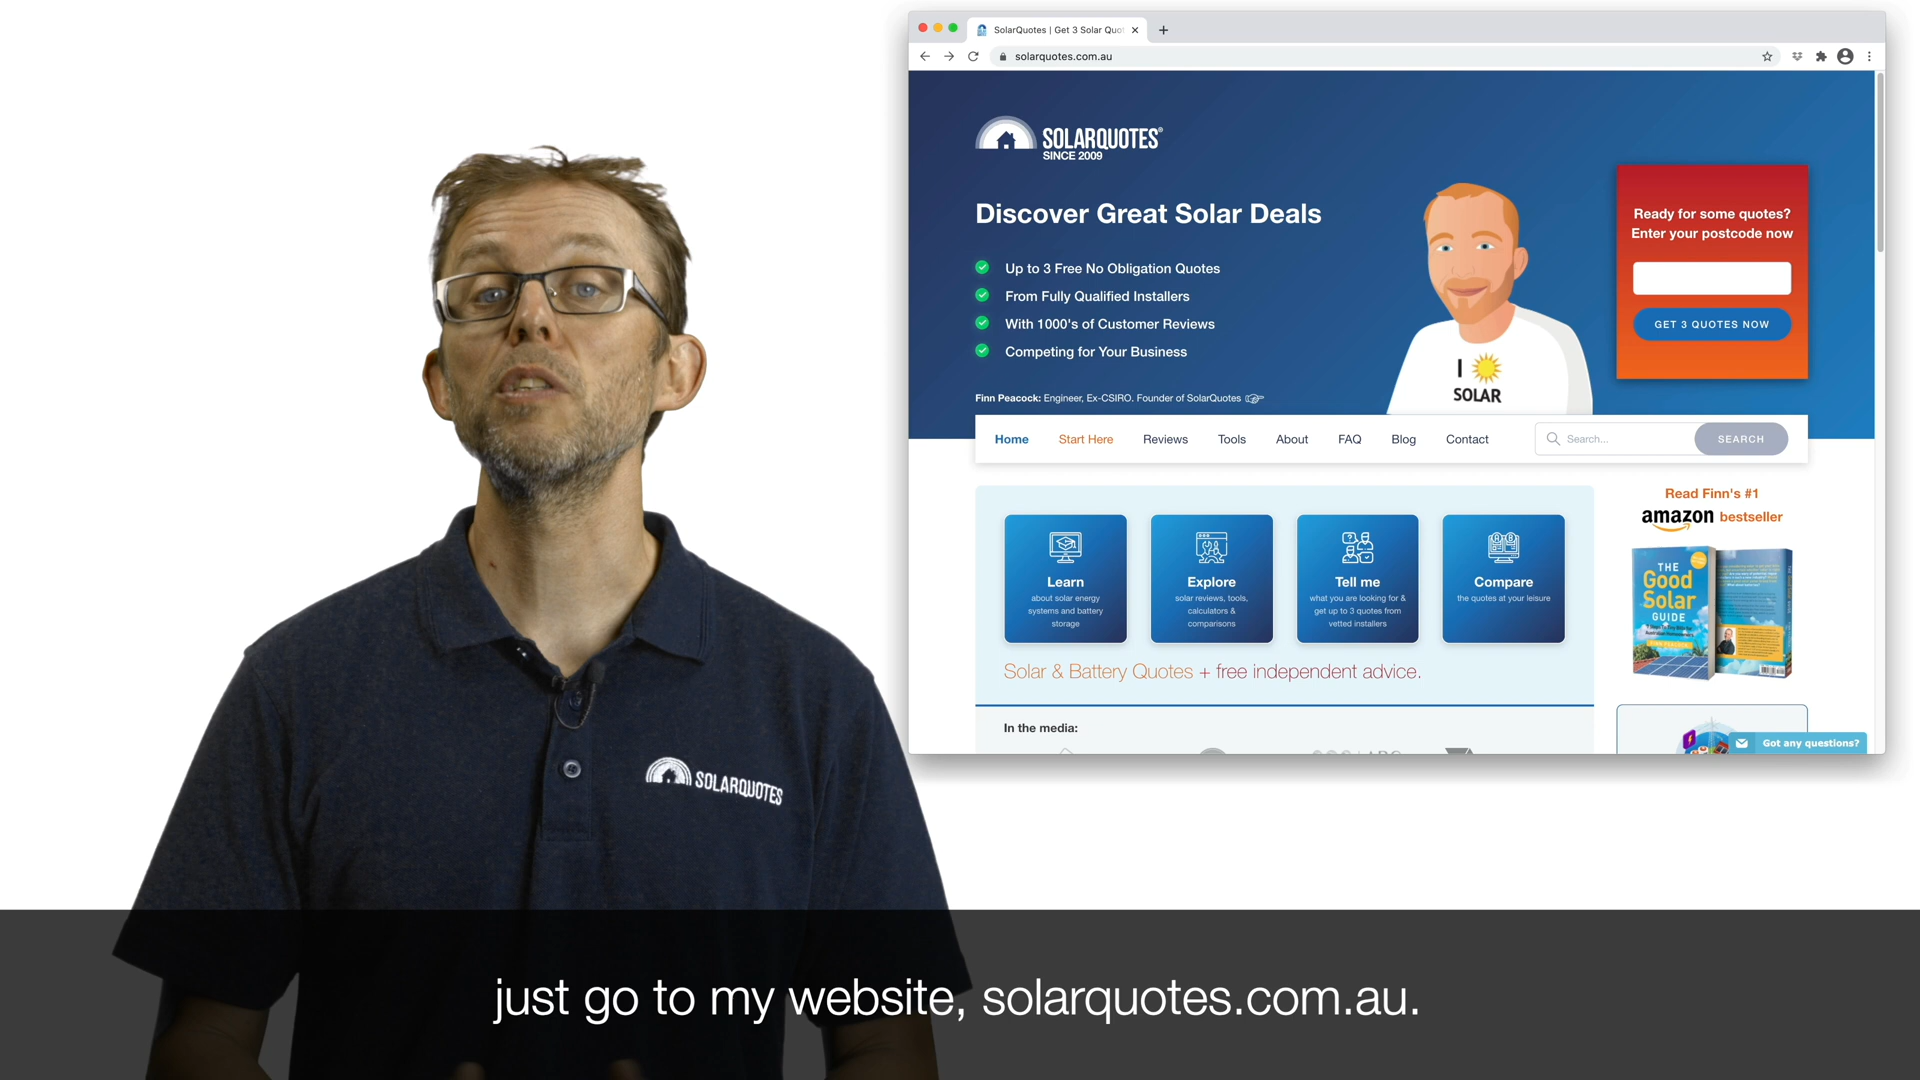 SolarQuotes | Get 3 Solar Quot
solarquotes.com.au
SOLARQUOTES®
SINCE 2009
Discover Great Solar Deals
Up to 3 Free No Obligation Quotes
From Fully Qualified Installers
With 1000's of Customer Reviews
Competing for Your Business
Finn Peacock: Engineer, Ex-CSIRO. Founder of SolarQuotes
I
SOLAR
Ready for some quotes?
Enter your postcode now
GET 3 QUOTES NOW
Home Start Here Reviews Tools About FAQ Blog Contact Search... SEARCH
Learn
about solar energy
systems and battery
storage
Explore
solar reviews, tools,
calculators &
comparisons
Tell me
what you are looking for &
get up to 3 quotes from
vetted installers
Compare
the quotes at your leisure
Solar & Battery Quotes + free independent advice.
In the media:
Read Finn's #1
amazon bestseller
THE
Good
Solar
GUIDE
FINN PEACOCK
Got any questions?
SOLARQUOTES
just go to my website, solarquotes.com.au.